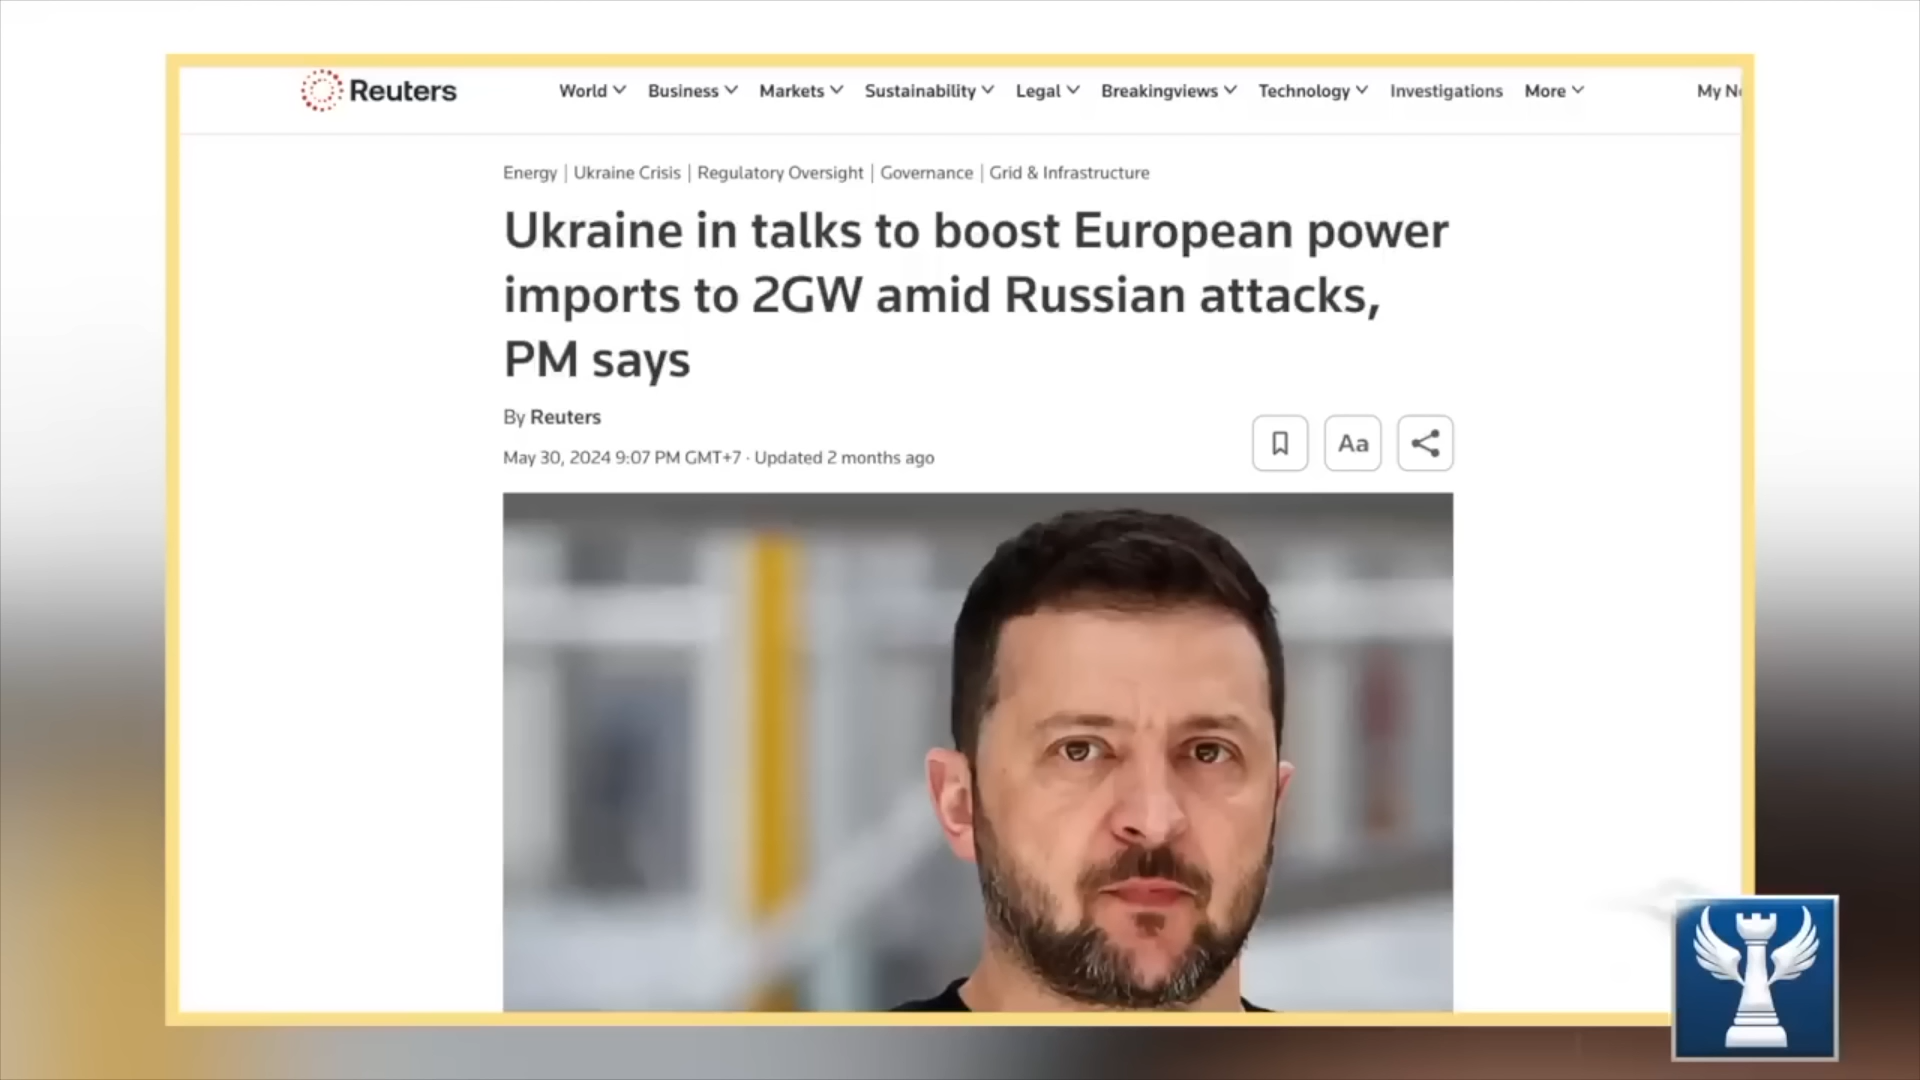 Reuters
World Business Markets Sustainability Legal Breakingviews Technology Investigations More My
Energy | Ukraine Crisis | Regulatory Oversight | Governance | Grid & Infrastructure
Ukraine in talks to boost European power
imports to 2GW amid Russian attacks,
PM says
By Reuters
May 30, 2024 9:07 PM GMT+7 · Updated 2 months ago
Aa